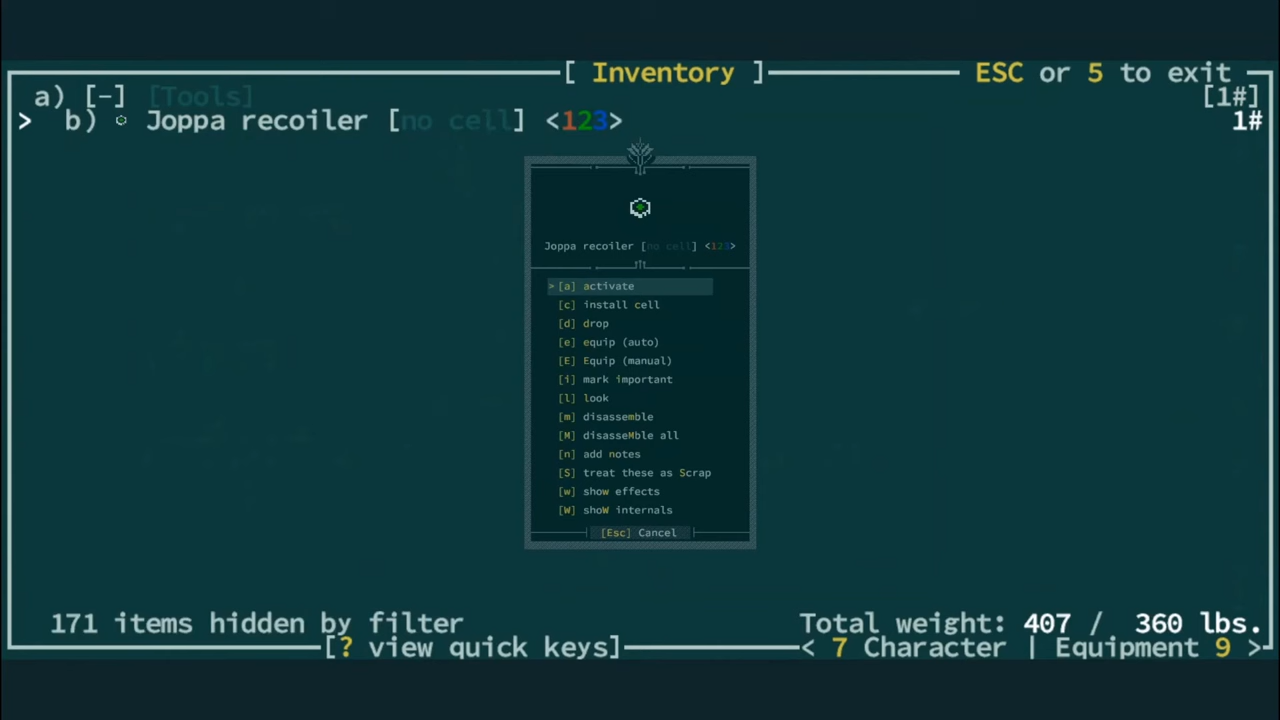 [ Inventory ] ESC or 5 to exit
a) [-] [Tools] [1#]
> b) Joppa recoiler [no cell] <123> 1#
Joppa recoiler [no cell] <123>
> [a] activate
[c] install cell
[d] drop
[e] equip (auto)
[E] Equip (manual)
[i] mark important
[l] look
[m] disassemble
[M] disasseMble all
[n] add notes
[S] treat these as Scrap
[w] show effects
[W] shoW internals
[Esc] Cancel
171 items hidden by filter Total weight: 407 / 360 lbs.
[? view quick keys] < 7 Character | Equipment 9 >